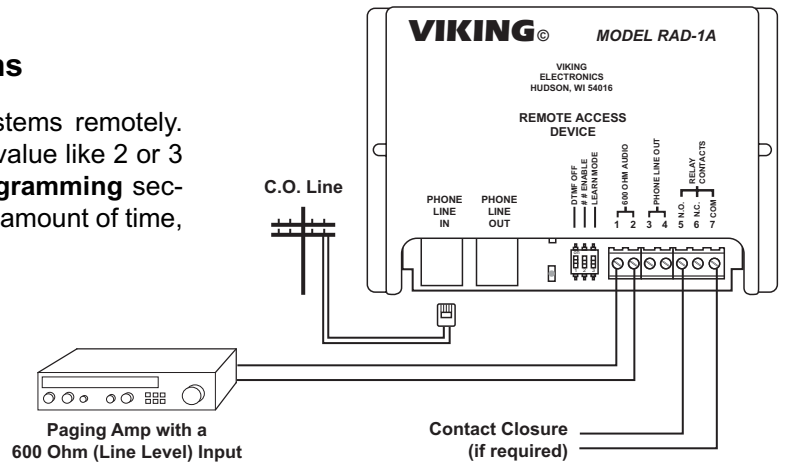 ns
stems remotely.
value like 2 or 3
gramming sec-
amount of time,
VIKING© MODEL RAD-1A
VIKING
ELECTRONICS
HUDSON, WI 54016
REMOTE ACCESS
DEVICE
C.O. Line
PHONE
LINE
IN
PHONE
LINE
OUT
DTMF OFF
# # ENABLE
LEARN MODE
600 OHM AUDIO
PHONE LINE OUT
RELAY
CONTACTS
N.O.
N.C.
COM
1 2 3 4 5 6 7
Paging Amp with a
600 Ohm (Line Level) Input
Contact Closure
(if required)